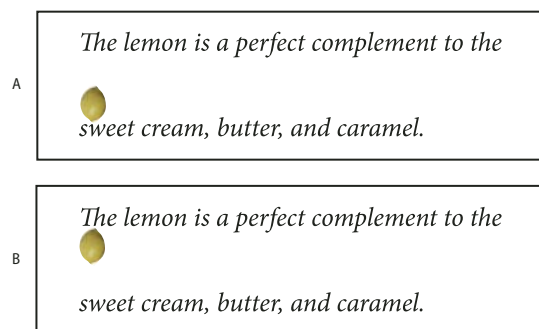 A
The lemon is a perfect complement to the
sweet cream, butter, and caramel.
B
The lemon is a perfect complement to the
sweet cream, butter, and caramel.